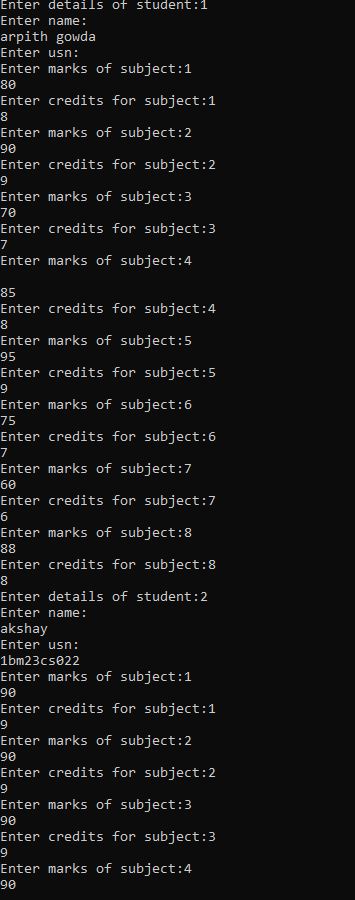 Enter details of student:1
Enter name:
arpith gowda
Enter usn:
Enter marks of subject:1
80
Enter credits for subject:1
8
Enter marks of subject:2
90
Enter credits for subject:2
9
Enter marks of subject:3
70
Enter credits for subject:3
7
Enter marks of subject:4
85
Enter credits for subject:4
8
Enter marks of subject:5
95
Enter credits for subject:5
9
Enter marks of subject:6
75
Enter credits for subject:6
7
Enter marks of subject:7
60
Enter credits for subject:7
6
Enter marks of subject:8
88
Enter credits for subject:8
8
Enter details of student:2
Enter name:
akshay
Enter usn:
1bm23cs022
Enter marks of subject:1
90
Enter credits for subject:1
9
Enter marks of subject:2
90
Enter credits for subject:2
9
Enter marks of subject:3
90
Enter credits for subject:3
9
Enter marks of subject:4
90